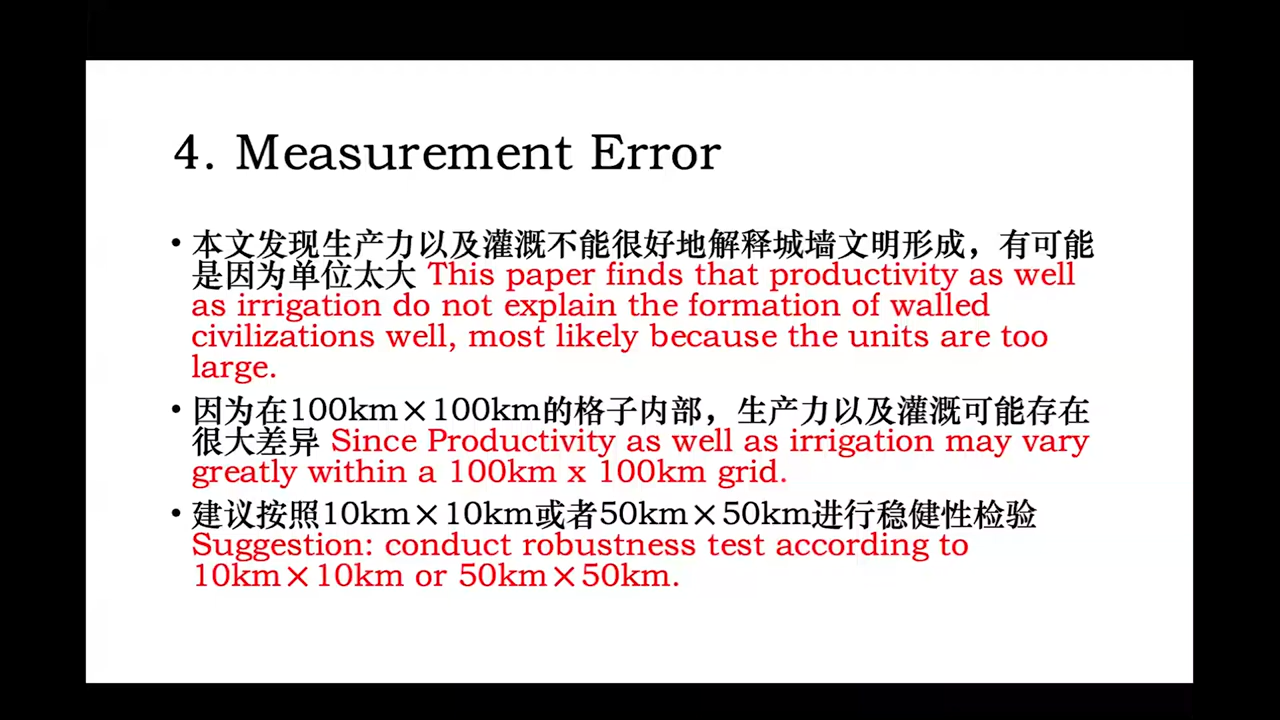 4. Measurement Error
• 本文发现生产力以及灌溉不能很好地解释城墙文明形成，有可能
是因为单位太大 This paper finds that productivity as well
as irrigation do not explain the formation of walled
civilizations well, most likely because the units are too
large.
• 因为在100km×100km的格子内部，生产力以及灌溉可能存在
很大差异 Since Productivity as well as irrigation may vary
greatly within a 100km x 100km grid.
• 建议按照10km×10km或者50km×50km进行稳健性检验
Suggestion: conduct robustness test according to
10km×10km or 50km×50km.